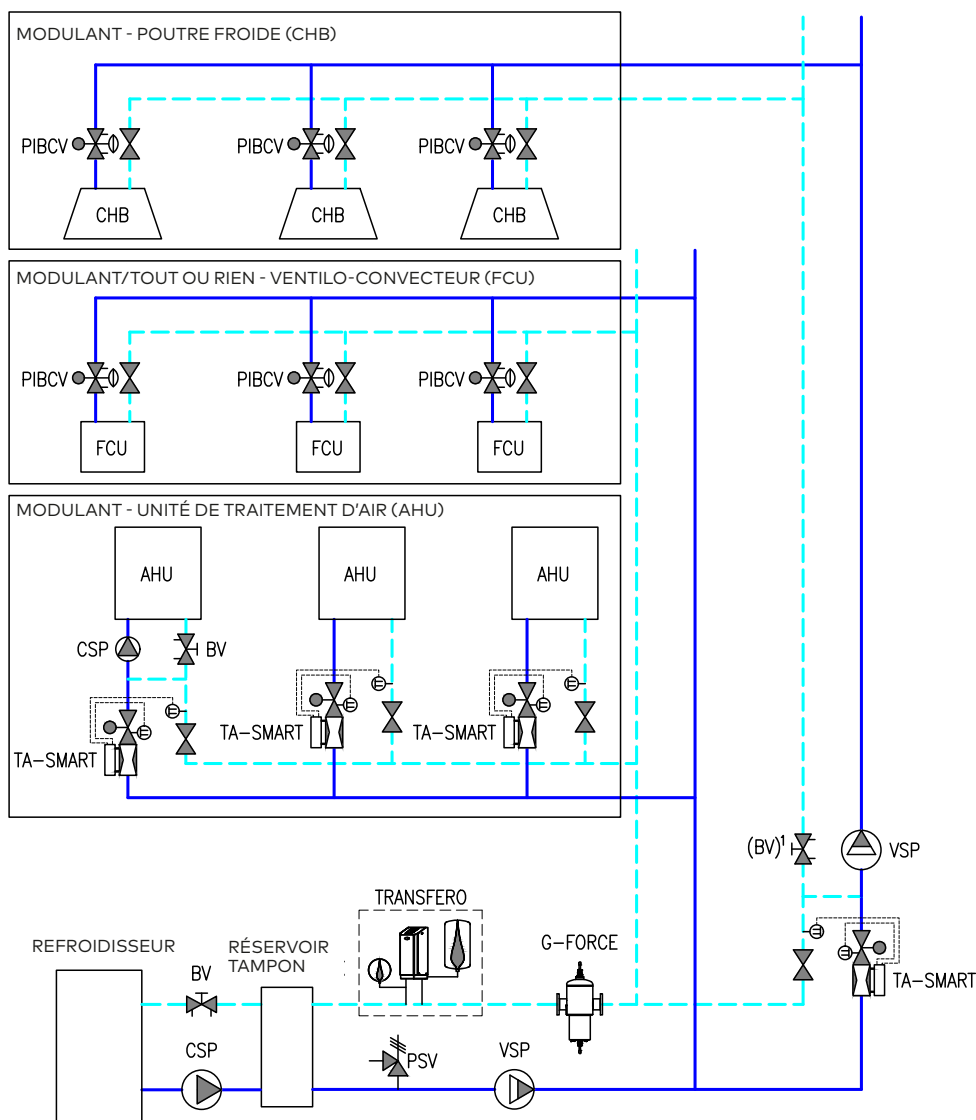 MODULANT - POUTRE FROIDE (CHB)
PIBCV
PIBCV
PIBCV
CHB
CHB
CHB
MODULANT/TOUT OU RIEN - VENTILO-CONVECTEUR (FCU)
PIBCV
PIBCV
PIBCV
FCU
FCU
FCU
MODULANT - UNITÉ DE TRAITEMENT D'AIR (AHU)
AHU
AHU
AHU
CSP
BV
TA-SMART
TA-SMART
TA-SMART
(BV)¹
VSP
TA-SMART
TRANSFERO
G-FORCE
REFROIDISSEUR
RÉSERVOIR
TAMPON
BV
CSP
PSV
VSP